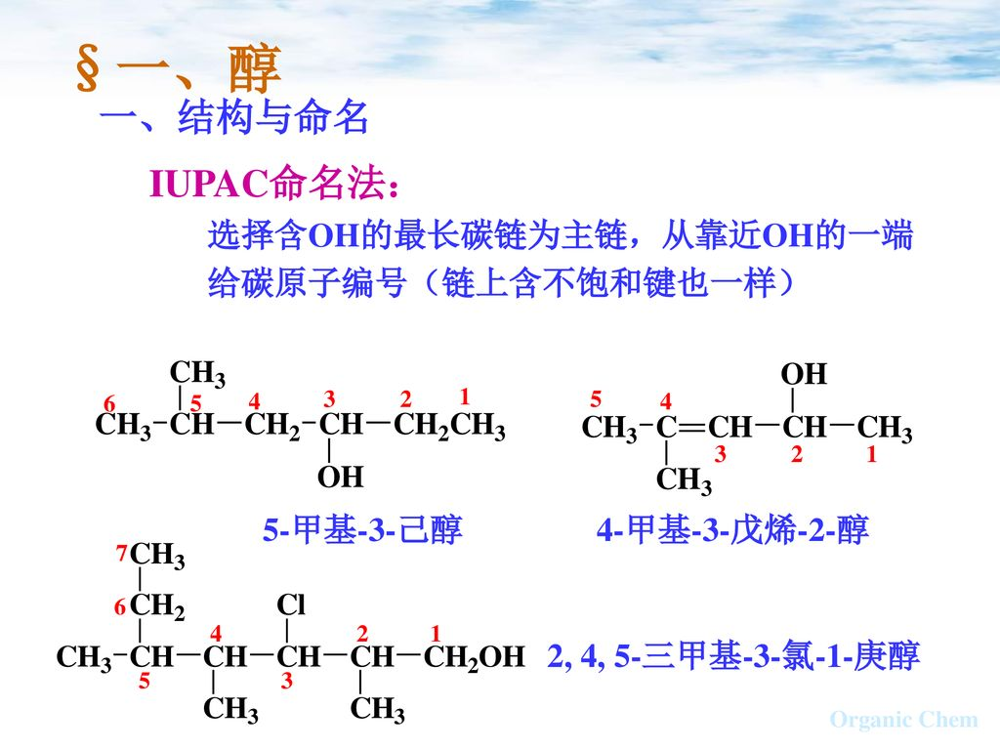 §一、醇
一、结构与命名
IUPAC命名法：
选择含OH的最长碳链为主链，从靠近OH的一端
给碳原子编号（链上含不饱和键也一样）
CH3
6 5 4 3 2 1
CH3 CH CH2 CH CH2CH3
OH
5-甲基-3-己醇
OH
5 4
CH3 C CH CH CH3
3 2 1
CH3
4-甲基-3-戊烯-2-醇
7 CH3
6 CH2 Cl
4 2 1
CH3 CH CH CH CH CH2OH
5 3
CH3 CH3
2, 4, 5-三甲基-3-氯-1-庚醇
Organic Chem